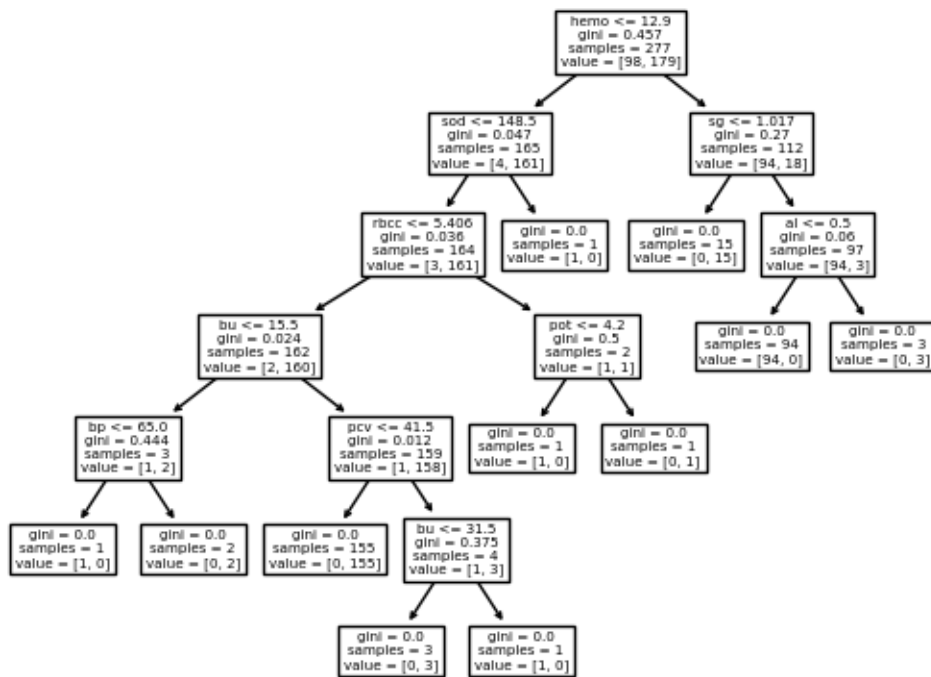 hemo <= 12.9
gini = 0.457
samples = 277
value = [98, 179]
sod <= 148.5
gini = 0.047
samples = 165
value = [4, 161]
sg <= 1.017
gini = 0.27
samples = 112
value = [94, 18]
rbcc <= 5.406
gini = 0.036
samples = 164
value = [3, 161]
gini = 0.0
samples = 1
value = [1, 0]
gini = 0.0
samples = 15
value = [0, 15]
al <= 0.5
gini = 0.06
samples = 97
value = [94, 3]
bu <= 15.5
gini = 0.024
samples = 162
value = [2, 160]
pot <= 4.2
gini = 0.5
samples = 2
value = [1, 1]
gini = 0.0
samples = 94
value = [94, 0]
gini = 0.0
samples = 3
value = [0, 3]
bp <= 65.0
gini = 0.444
samples = 3
value = [1, 2]
pcv <= 41.5
gini = 0.012
samples = 159
value = [1, 158]
gini = 0.0
samples = 1
value = [1, 0]
gini = 0.0
samples = 1
value = [0, 1]
gini = 0.0
samples = 1
value = [1, 0]
gini = 0.0
samples = 2
value = [0, 2]
gini = 0.0
samples = 155
value = [0, 155]
bu <= 31.5
gini = 0.375
samples = 4
value = [1, 3]
gini = 0.0
samples = 3
value = [0, 3]
gini = 0.0
samples = 1
value = [1, 0]